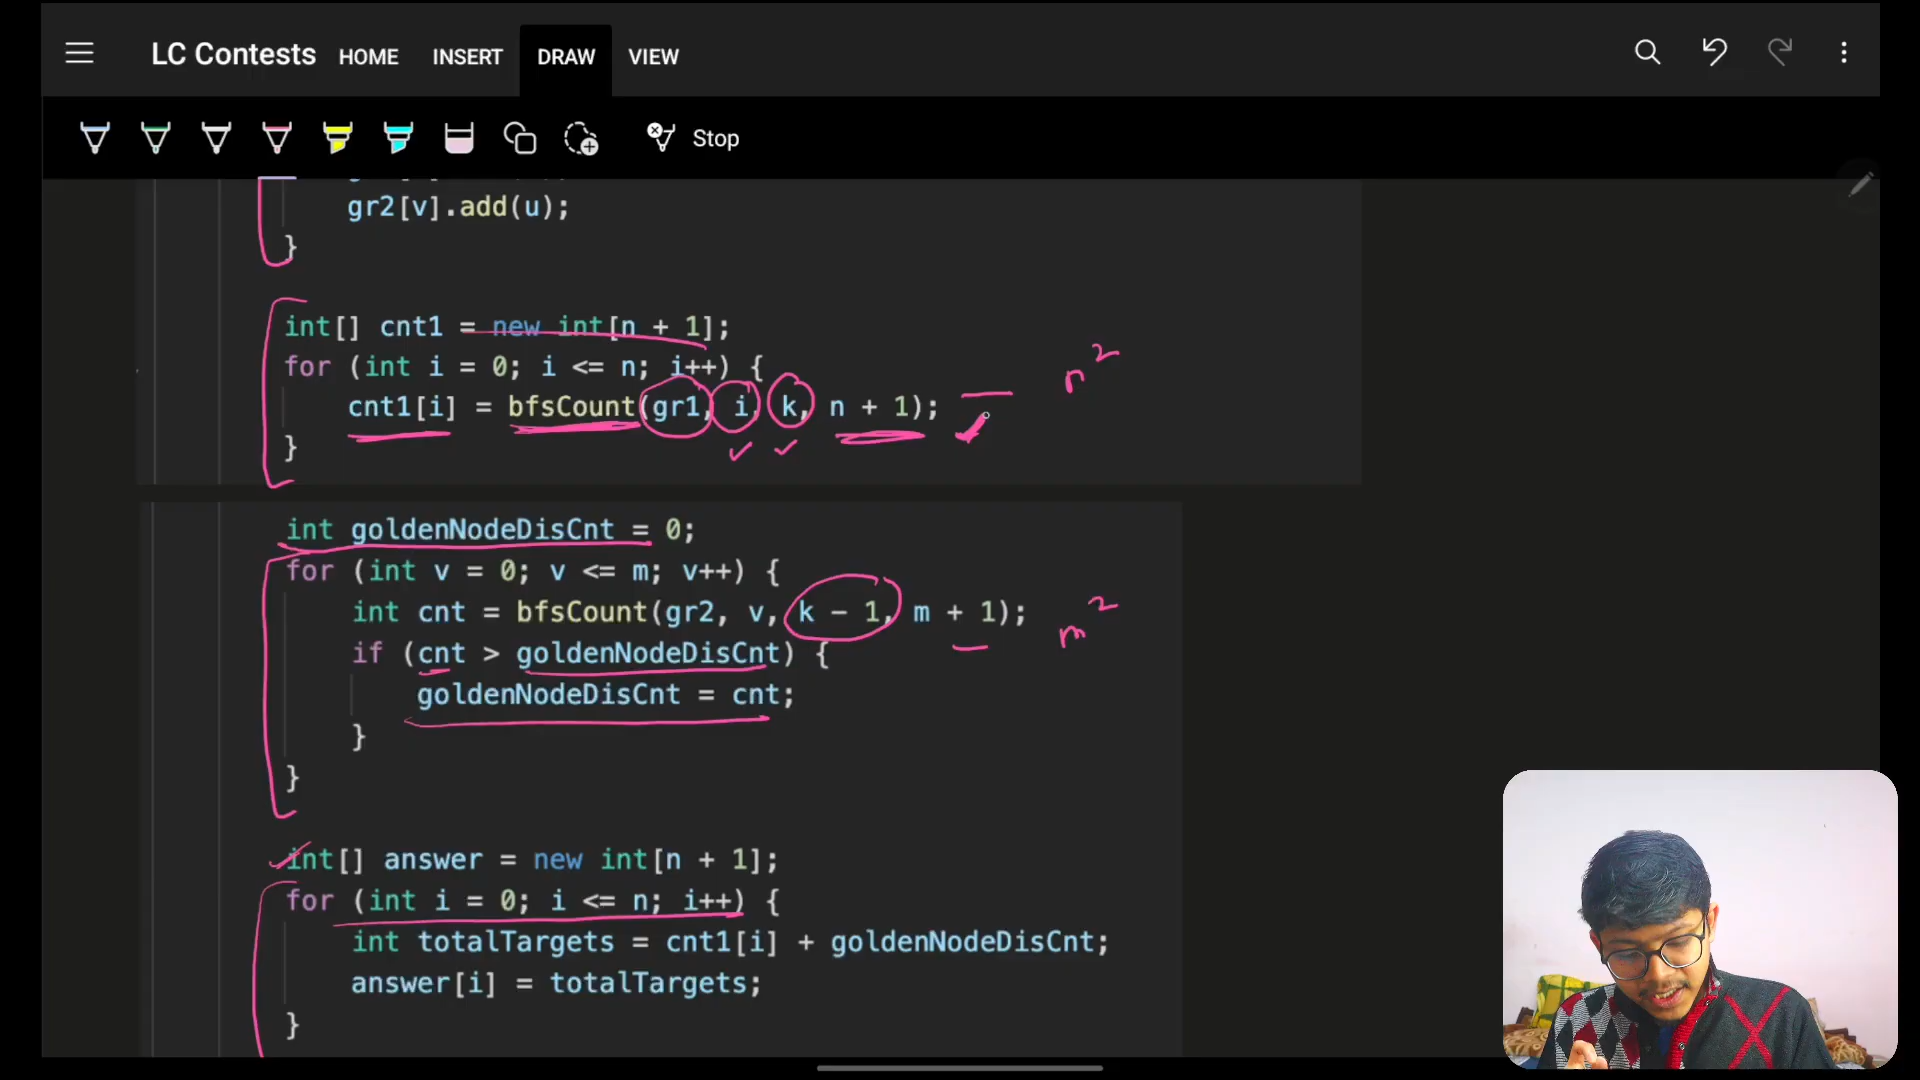 LC Contests HOME INSERT DRAW VIEW
Stop
gr2[v].add(u);
}
int[] cnt1 = new int[n + 1];
for (int i = 0; i <= n; i++) {
cnt1[i] = bfsCount(gr1, i, k, n + 1);
}
n²
int goldenNodeDisCnt = 0;
for (int v = 0; v <= m; v++) {
int cnt = bfsCount(gr2, v, k - 1, m + 1);
if (cnt > goldenNodeDisCnt) {
goldenNodeDisCnt = cnt;
}
}
m²
int[] answer = new int[n + 1];
for (int i = 0; i <= n; i++) {
int totalTargets = cnt1[i] + goldenNodeDisCnt;
answer[i] = totalTargets;
}